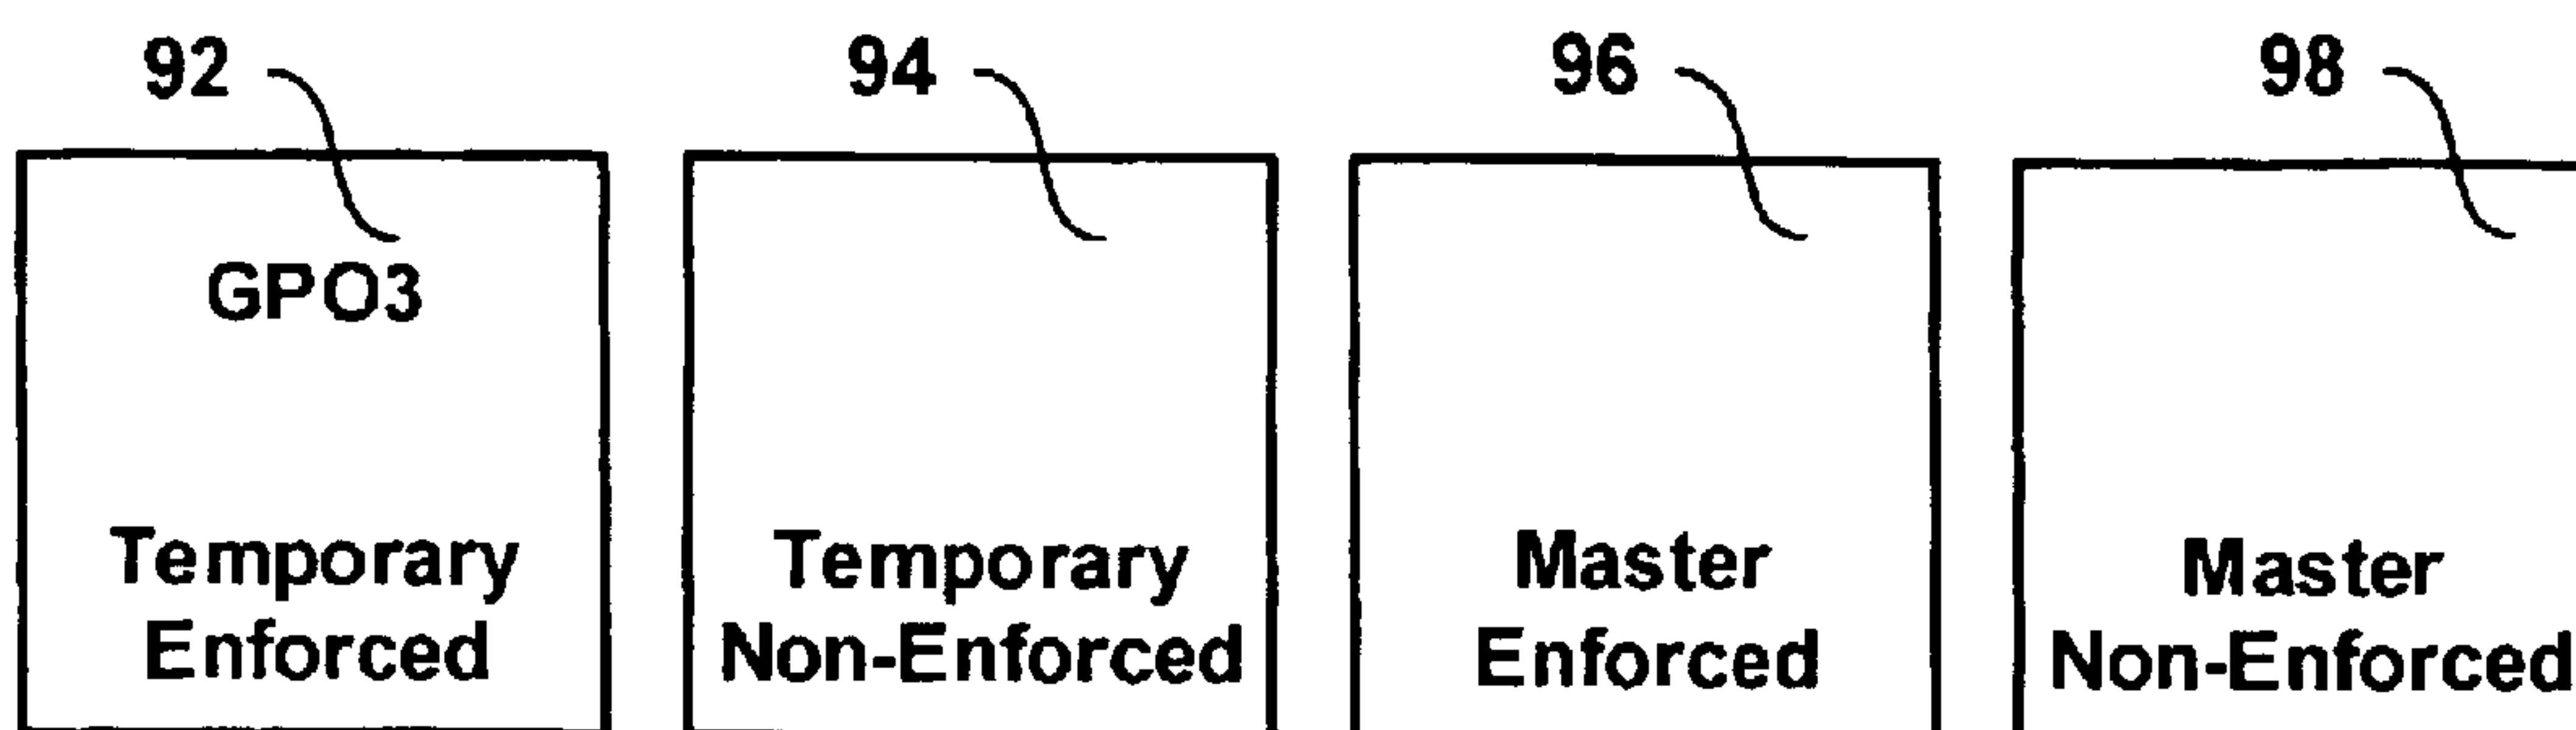 92 94 96 98
GPO3
Temporary Temporary Master Master
Enforced Non-Enforced Enforced Non-Enforced